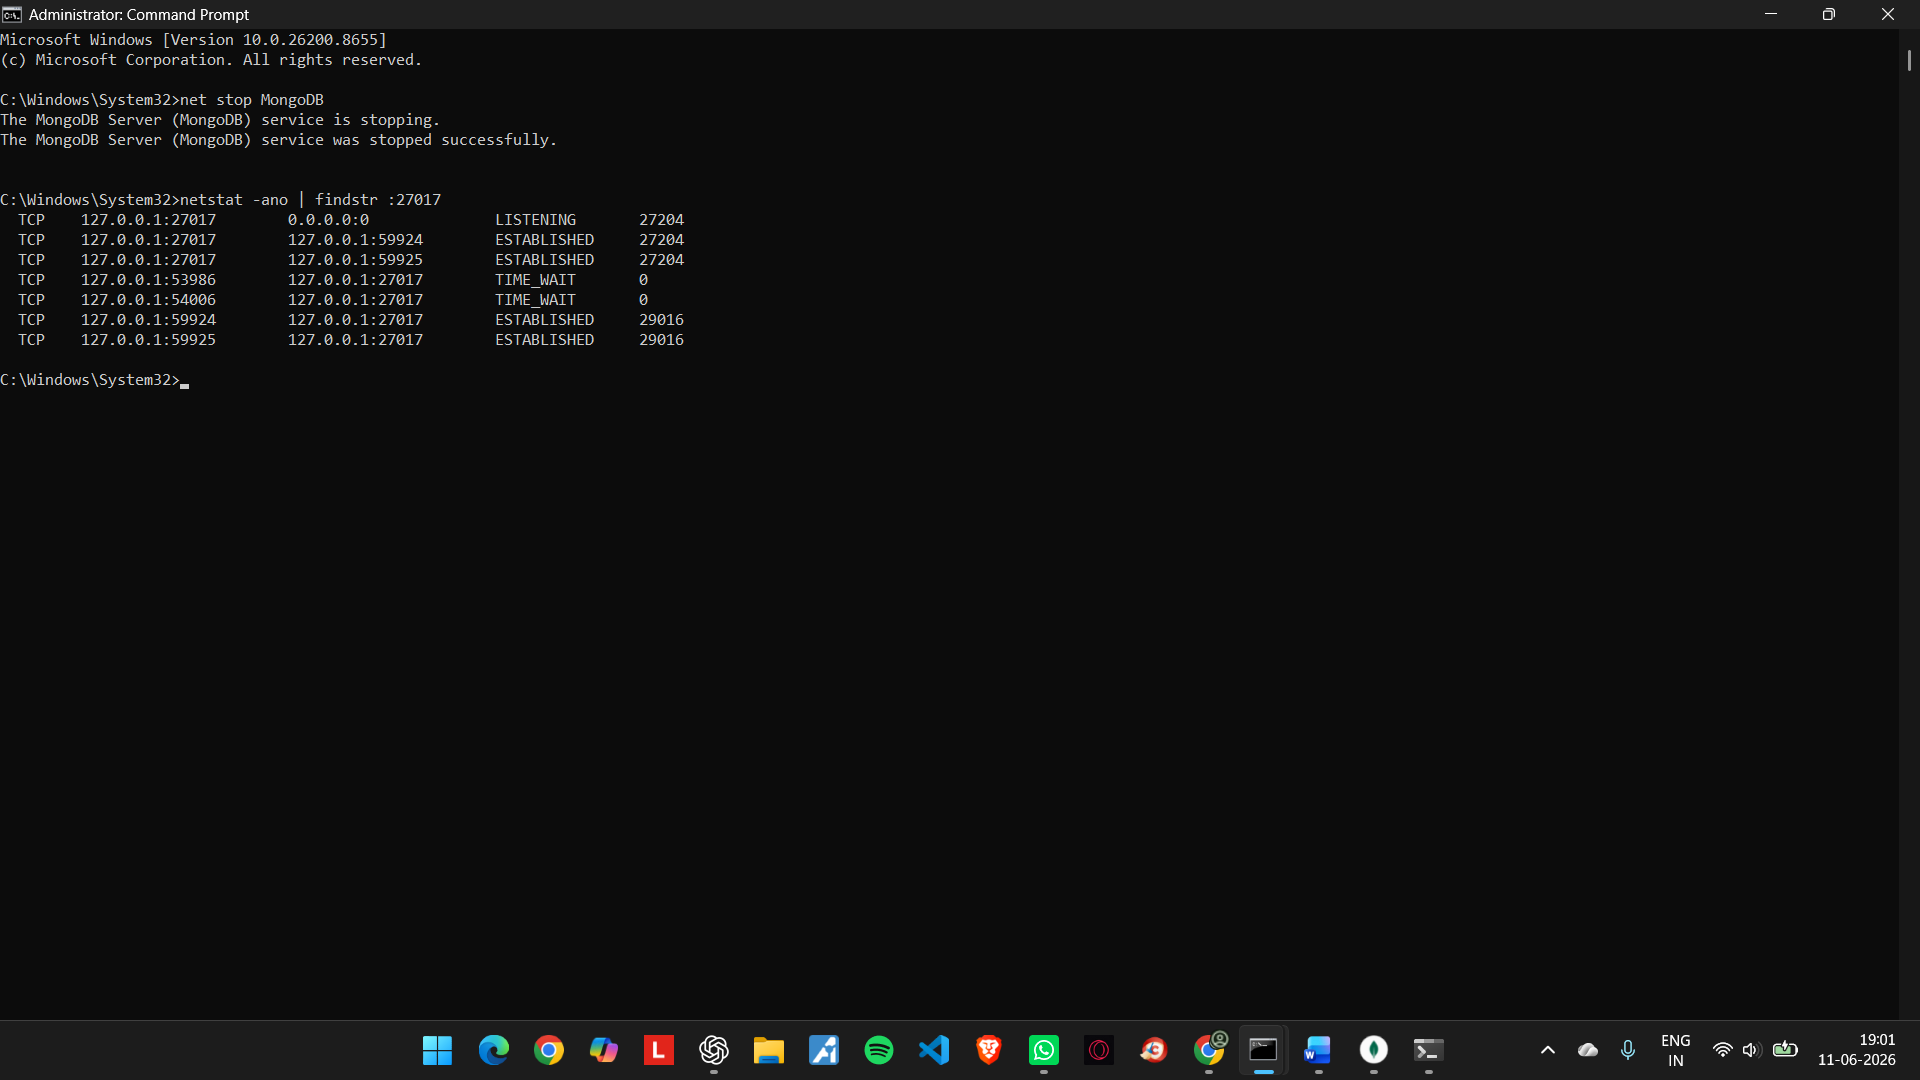 Administrator: Command Prompt
Microsoft Windows [Version 10.0.26200.8655]
(c) Microsoft Corporation. All rights reserved.
C:\Windows\System32>net stop MongoDB
The MongoDB Server (MongoDB) service is stopping.
The MongoDB Server (MongoDB) service was stopped successfully.
C:\Windows\System32>netstat -ano | findstr :27017
TCP 127.0.0.1:27017 0.0.0.0:0 LISTENING 27204
TCP 127.0.0.1:27017 127.0.0.1:59924 ESTABLISHED 27204
TCP 127.0.0.1:27017 127.0.0.1:59925 ESTABLISHED 27204
TCP 127.0.0.1:53986 127.0.0.1:27017 TIME_WAIT 0
TCP 127.0.0.1:54006 127.0.0.1:27017 TIME_WAIT 0
TCP 127.0.0.1:59924 127.0.0.1:27017 ESTABLISHED 29016
TCP 127.0.0.1:59925 127.0.0.1:27017 ESTABLISHED 29016
C:\Windows\System32>
L
W
ENG
IN
19:01
11-06-2026